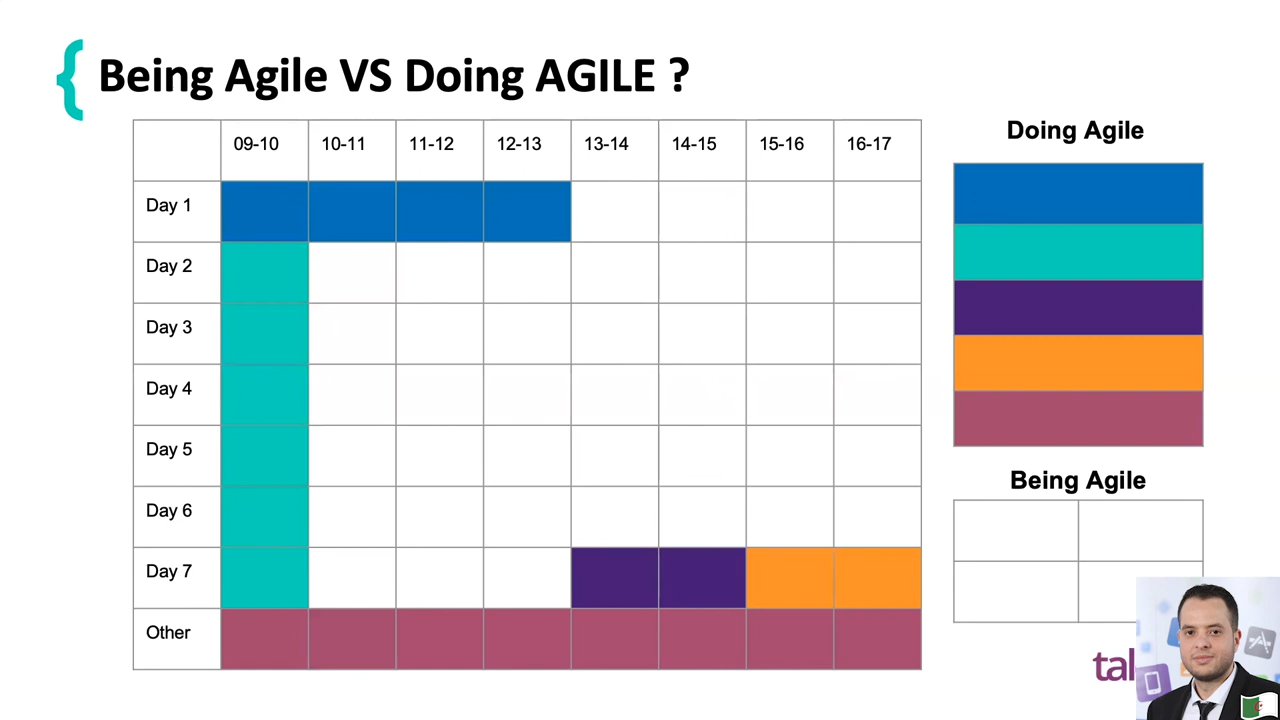 Being Agile VS Doing AGILE ?
09-10 10-11 11-12 12-13 13-14 14-15 15-16 16-17
Day 1
Day 2
Day 3
Day 4
Day 5
Day 6
Day 7
Other
Doing Agile
Being Agile